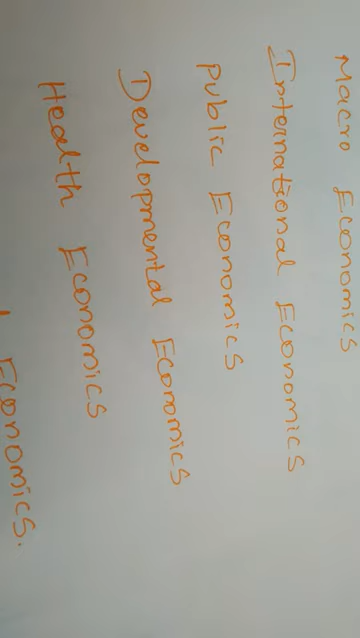 Macro Economics
International Economics
Public Economics
Developmental Economics
Health Economics
Economics.